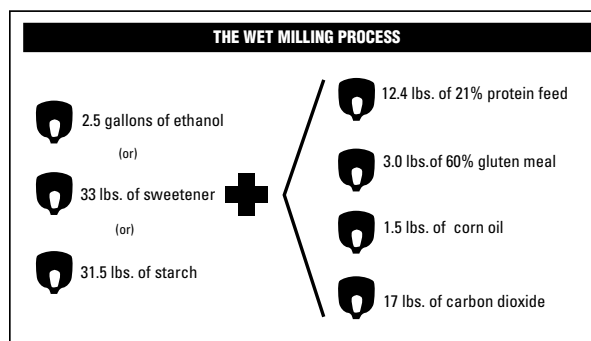 THE WET MILLING PROCESS
2.5 gallons of ethanol
(or)
33 lbs. of sweetener
(or)
31.5 lbs. of starch
12.4 lbs. of 21% protein feed
3.0 lbs.of 60% gluten meal
1.5 lbs. of corn oil
17 lbs. of carbon dioxide